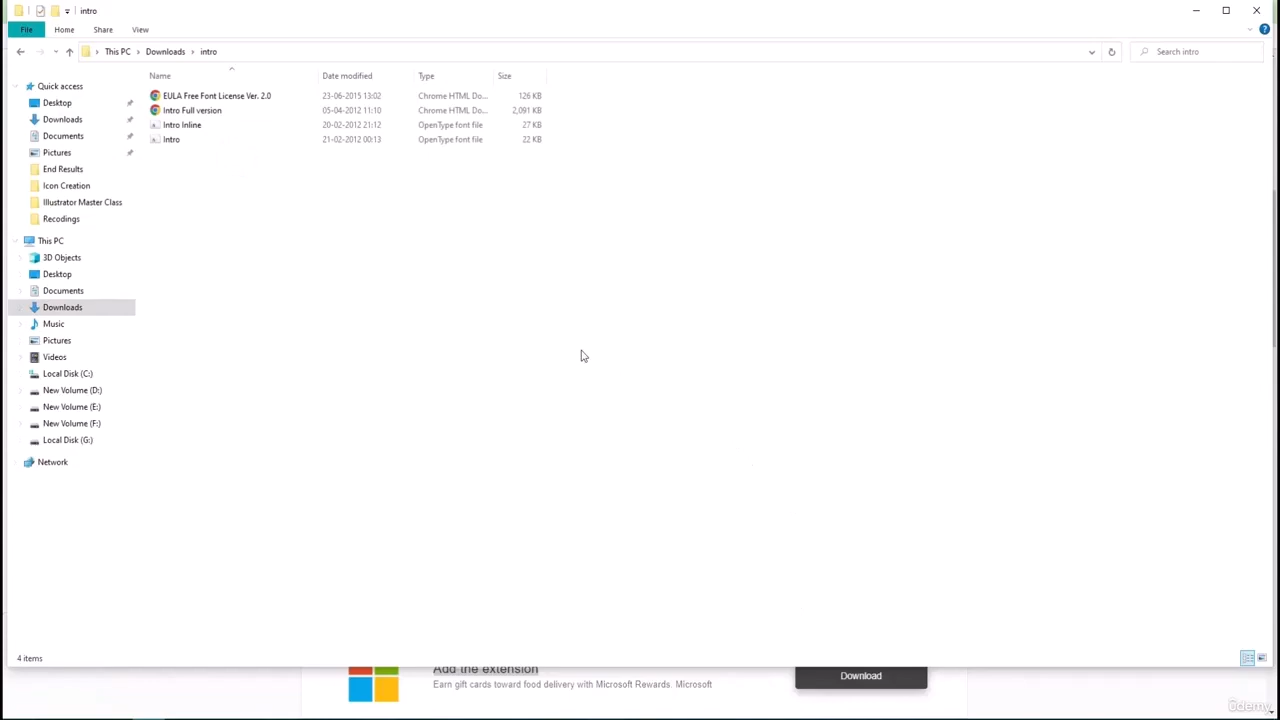 intro
File Home Share View
This PC Downloads intro
Search intro
Name Date modified Type Size
EULA Free Font License Ver. 2.0 23-06-2015 13:02 Chrome HTML Do... 126 KB
Intro Full version 05-04-2012 11:10 Chrome HTML Do... 2,091 KB
Intro Inline 20-02-2012 21:12 OpenType font file 27 KB
Intro 21-02-2012 00:13 OpenType font file 22 KB
Quick access
Desktop
Downloads
Documents
Pictures
End Results
Icon Creation
Illustrator Master Class
Recodings
This PC
3D Objects
Desktop
Documents
Downloads
Music
Pictures
Videos
Local Disk (C:)
New Volume (D:)
New Volume (E:)
New Volume (F:)
Local Disk (G:)
Network
4 items
Add the extension
Earn gift cards toward food delivery with Microsoft Rewards. Microsoft
Download
ûdemy